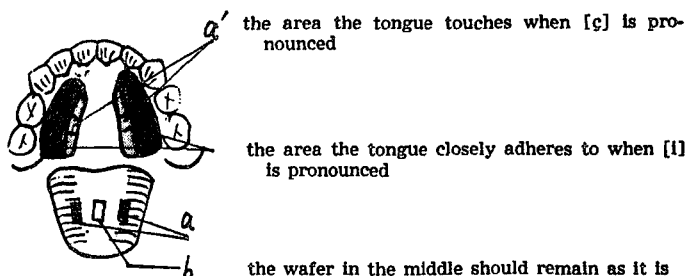 a' the area the tongue touches when [ç] is pro-
nounced
the area the tongue closely adheres to when [i]
is pronounced
a
b the wafer in the middle should remain as it is